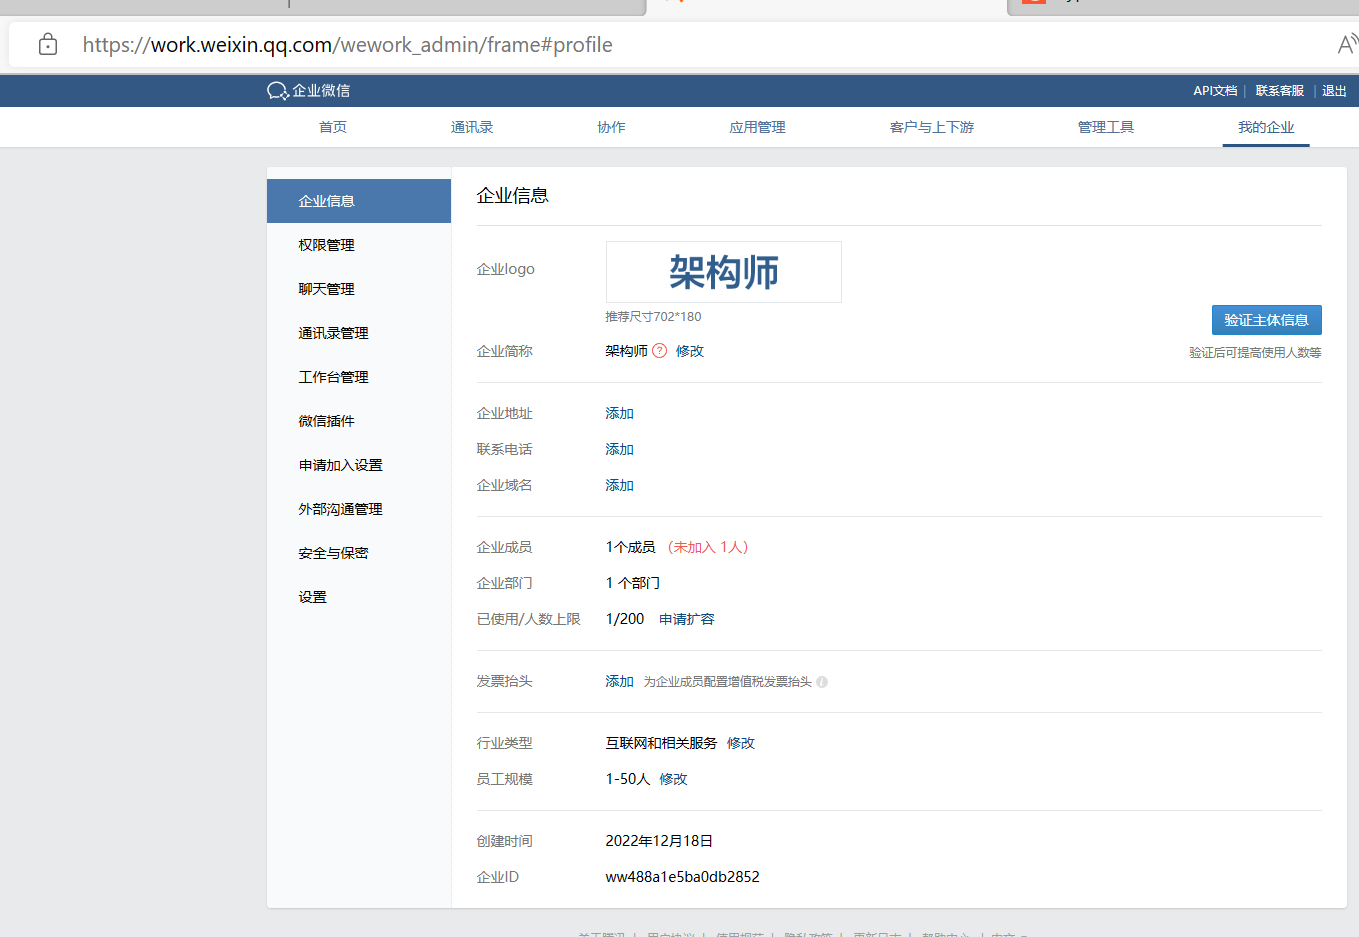 https://work.weixin.qq.com/wework_admin/frame#profile
企业微信
API文档 | 联系客服 | 退出
首页 通讯录 协作 应用管理 客户与上下游 管理工具 我的企业
企业信息
权限管理
聊天管理
通讯录管理
工作台管理
微信插件
申请加入设置
外部沟通管理
安全与保密
设置
企业信息
企业logo
架构师
推荐尺寸702*180
验证主体信息
验证后可提高使用人数等
企业简称 架构师 ? 修改
企业地址 添加
联系电话 添加
企业域名 添加
企业成员 1个成员 （未加入 1人）
企业部门 1 个部门
已使用/人数上限 1/200 申请扩容
发票抬头 添加 为企业成员配置增值税发票抬头
行业类型 互联网和相关服务 修改
员工规模 1-50人 修改
创建时间 2022年12月18日
企业ID ww488a1e5ba0db2852